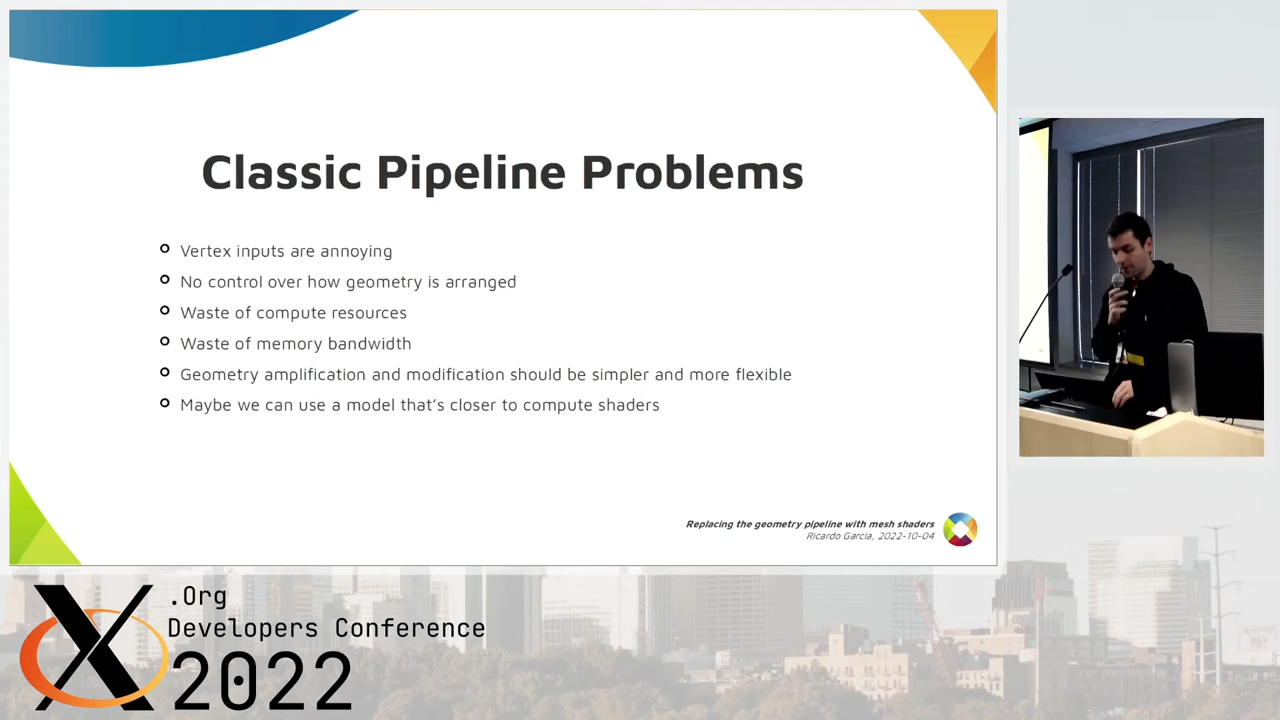 Classic Pipeline Problems
Vertex inputs are annoying
No control over how geometry is arranged
Waste of compute resources
Waste of memory bandwidth
Geometry amplification and modification should be simpler and more flexible
Maybe we can use a model that's closer to compute shaders
Replacing the geometry pipeline with mesh shaders
Ricardo Garcia, 2022-10-04
X.Org
Developers Conference
2022